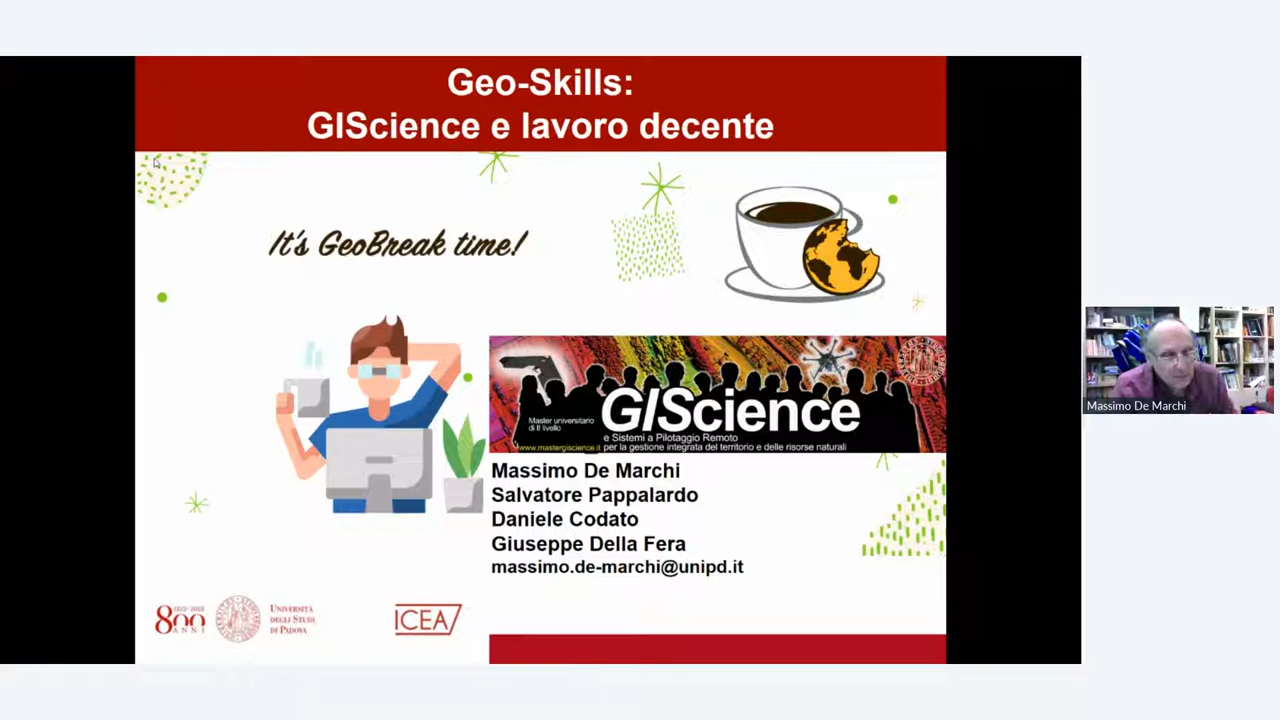 Geo-Skills:
GIScience e lavoro decente
It's GeoBreak time!
Master universitario
di II livello
GIScience
e Sistemi a Pilotaggio Remoto
www.mastergiscience.it per la gestione integrata del territorio e delle risorse naturali
Massimo De Marchi
Salvatore Pappalardo
Daniele Codato
Giuseppe Della Fera
massimo.de-marchi@unipd.it
1222-2022
800
ANNI
UNIVERSITÀ
DEGLI STUDI
DI PADOVA
ICEA
Massimo De Marchi